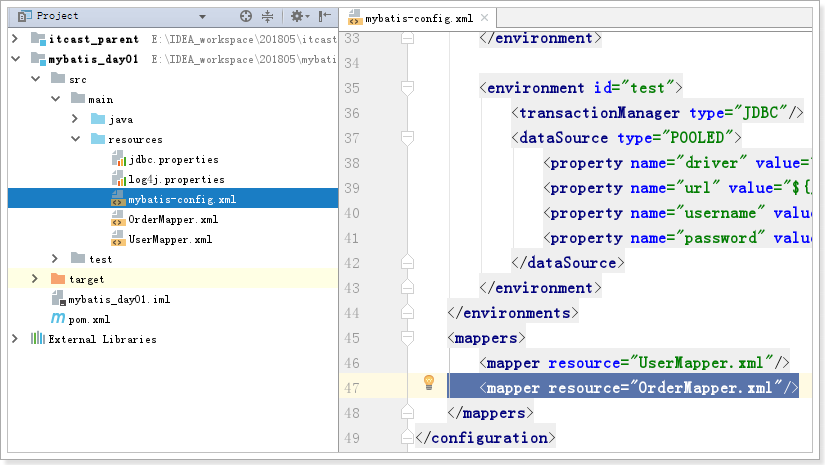 Project
itcast_parent E:\IDEA_workspace\201805\itcast
mybatis_day01 E:\IDEA_workspace\201805\mybati
src
main
java
resources
jdbc.properties
log4j.properties
mybatis-config.xml
OrderMapper.xml
UserMapper.xml
test
target
mybatis_day01.iml
pom.xml
External Libraries
mybatis-config.xml
33 </environment>
34
35 <environment id="test">
36 <transactionManager type="JDBC"/>
37 <dataSource type="POOLED">
38 <property name="driver" value="
39 <property name="url" value="${
40 <property name="username" valu
41 <property name="password" valu
42 </dataSource>
43 </environment>
44 </environments>
45 <mappers>
46 <mapper resource="UserMapper.xml"/>
47 <mapper resource="OrderMapper.xml"/>
48 </mappers>
49 </configuration>